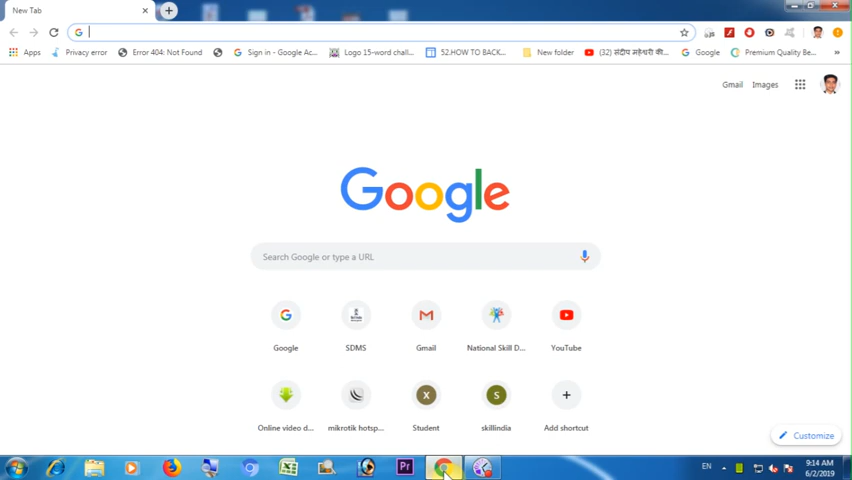 New Tab
Apps Privacy error Error 404: Not Found Sign in - Google Ac... Logo 15-word chall... 52.HOW TO BACK... New folder (32) संदीप महेश्वरी की... Google Premium Quality Be... »
Gmail Images
Google
Search Google or type a URL
Google SDMS Gmail National Skill D... YouTube
X S
Online video d... mikrotik hotsp... Student skillindia Add shortcut
Customize
Pr
EN 9:14 AM
6/2/2019